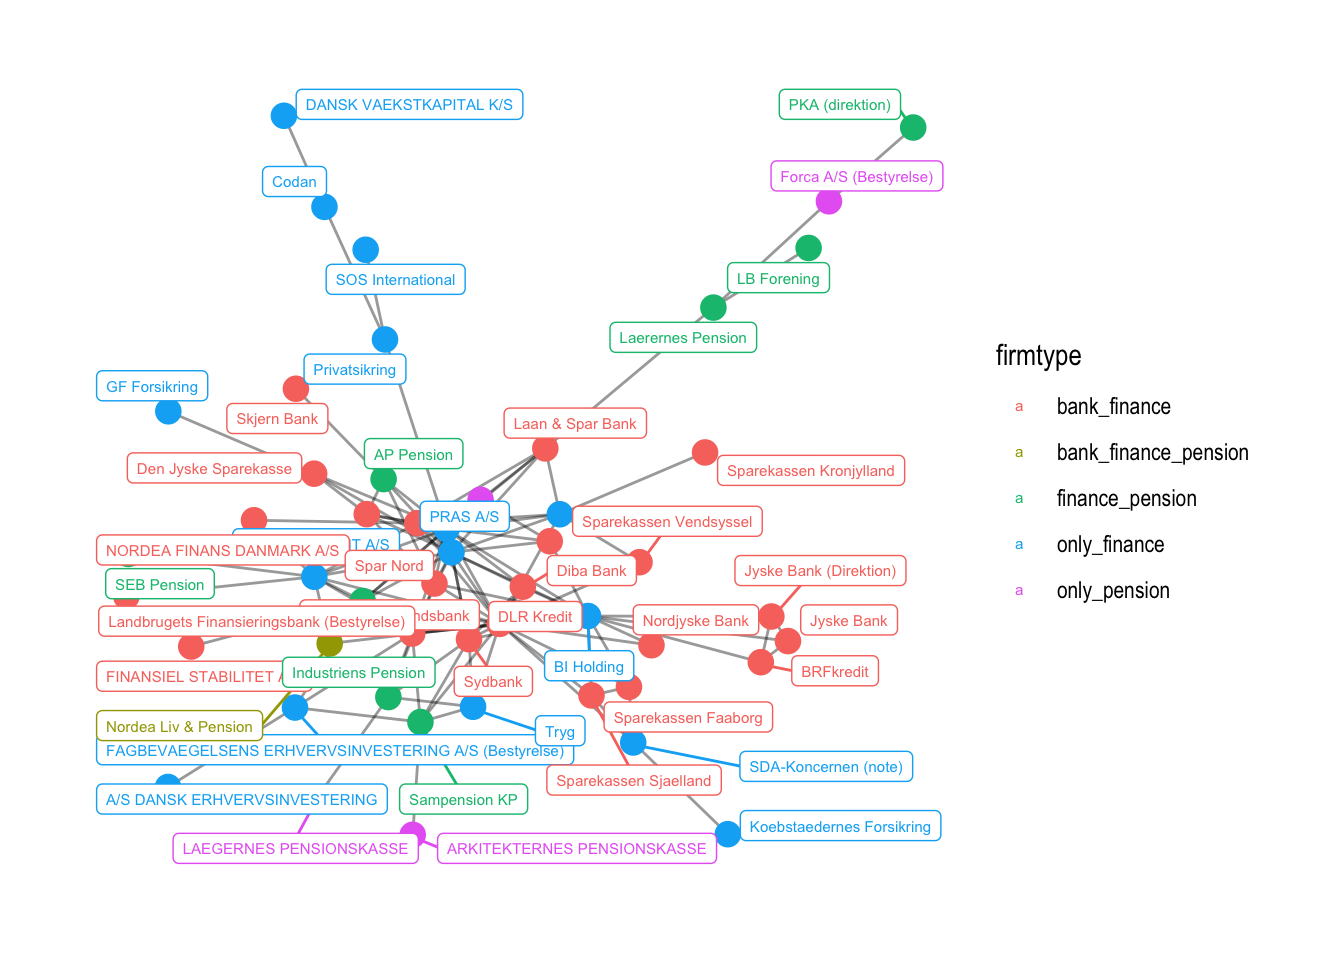 DANSK VAEKSTKAPITAL K/S
PKA (direktion)
Codan
Forca A/S (Bestyrelse)
SOS International
LB Forening
Laerernes Pension
Privatsikring
GF Forsikring
Skjern Bank
Laan & Spar Bank
AP Pension
Den Jyske Sparekasse
Sparekassen Kronjylland
PRAS A/S
Sparekassen Vendsyssel
A/S
NORDEA FINANS DANMARK A/S
Spar Nord
Diba Bank
Jyske Bank (Direktion)
SEB Pension
ndsbank
DLR Kredit
Landbrugets Finansieringsbank (Bestyrelse)
Nordjyske Bank
Jyske Bank
BI Holding
Industriens Pension
FINANSIEL STABILITET
BRFkredit
Sydbank
Sparekassen Faaborg
Nordea Liv & Pension
Tryg
FAGBEVAEGELSENS ERHVERVSINVESTERING A/S (Bestyrelse)
SDA-Koncernen (note)
Sparekassen Sjaelland
A/S DANSK ERHVERVSINVESTERING
Sampension KP
Koebstaedernes Forsikring
LAEGERNES PENSIONSKASSE
ARKITEKTERNES PENSIONSKASSE
firmtype
a bank_finance
a bank_finance_pension
a finance_pension
a only_finance
a only_pension